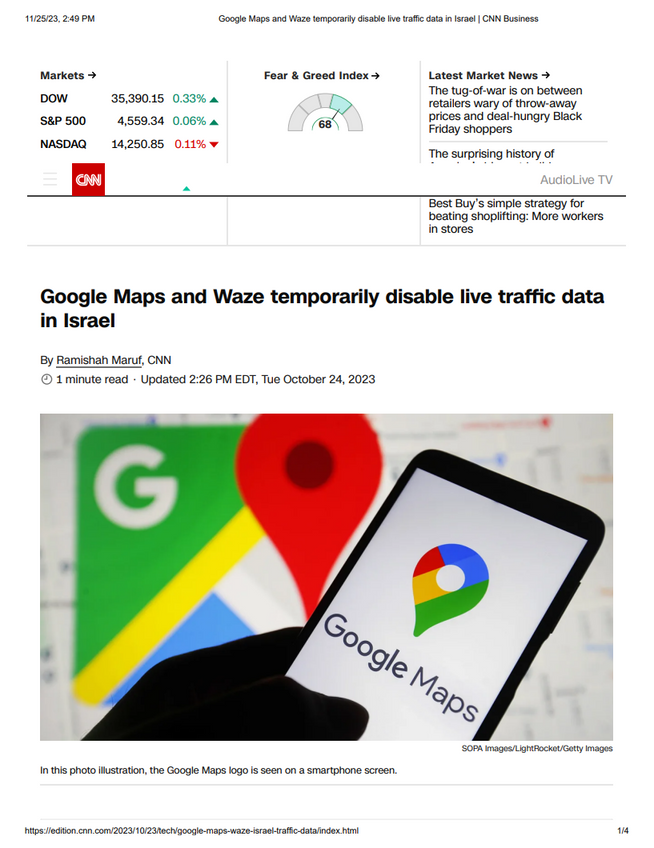 11/25/23, 2:49 PM
Google Maps and Waze temporarily disable live traffic data in Israel | CNN Business
Markets →
DOW 35,390.15 0.33% ▲
S&P 500 4,559.34 0.06% ▲
NASDAQ 14,250.85 0.11% ▼
Fear & Greed Index →
68
Latest Market News →
The tug-of-war is on between
retailers wary of throw-away
prices and deal-hungry Black
Friday shoppers
The surprising history of
CNN
AudioLive TV
Best Buy's simple strategy for
beating shoplifting: More workers
in stores
Google Maps and Waze temporarily disable live traffic data
in Israel
By Ramishah Maruf, CNN
1 minute read · Updated 2:26 PM EDT, Tue October 24, 2023
G
Google Maps
SOPA Images/LightRocket/Getty Images
In this photo illustration, the Google Maps logo is seen on a smartphone screen.
https://edition.cnn.com/2023/10/23/tech/google-maps-waze-israel-traffic-data/index.html
1/4